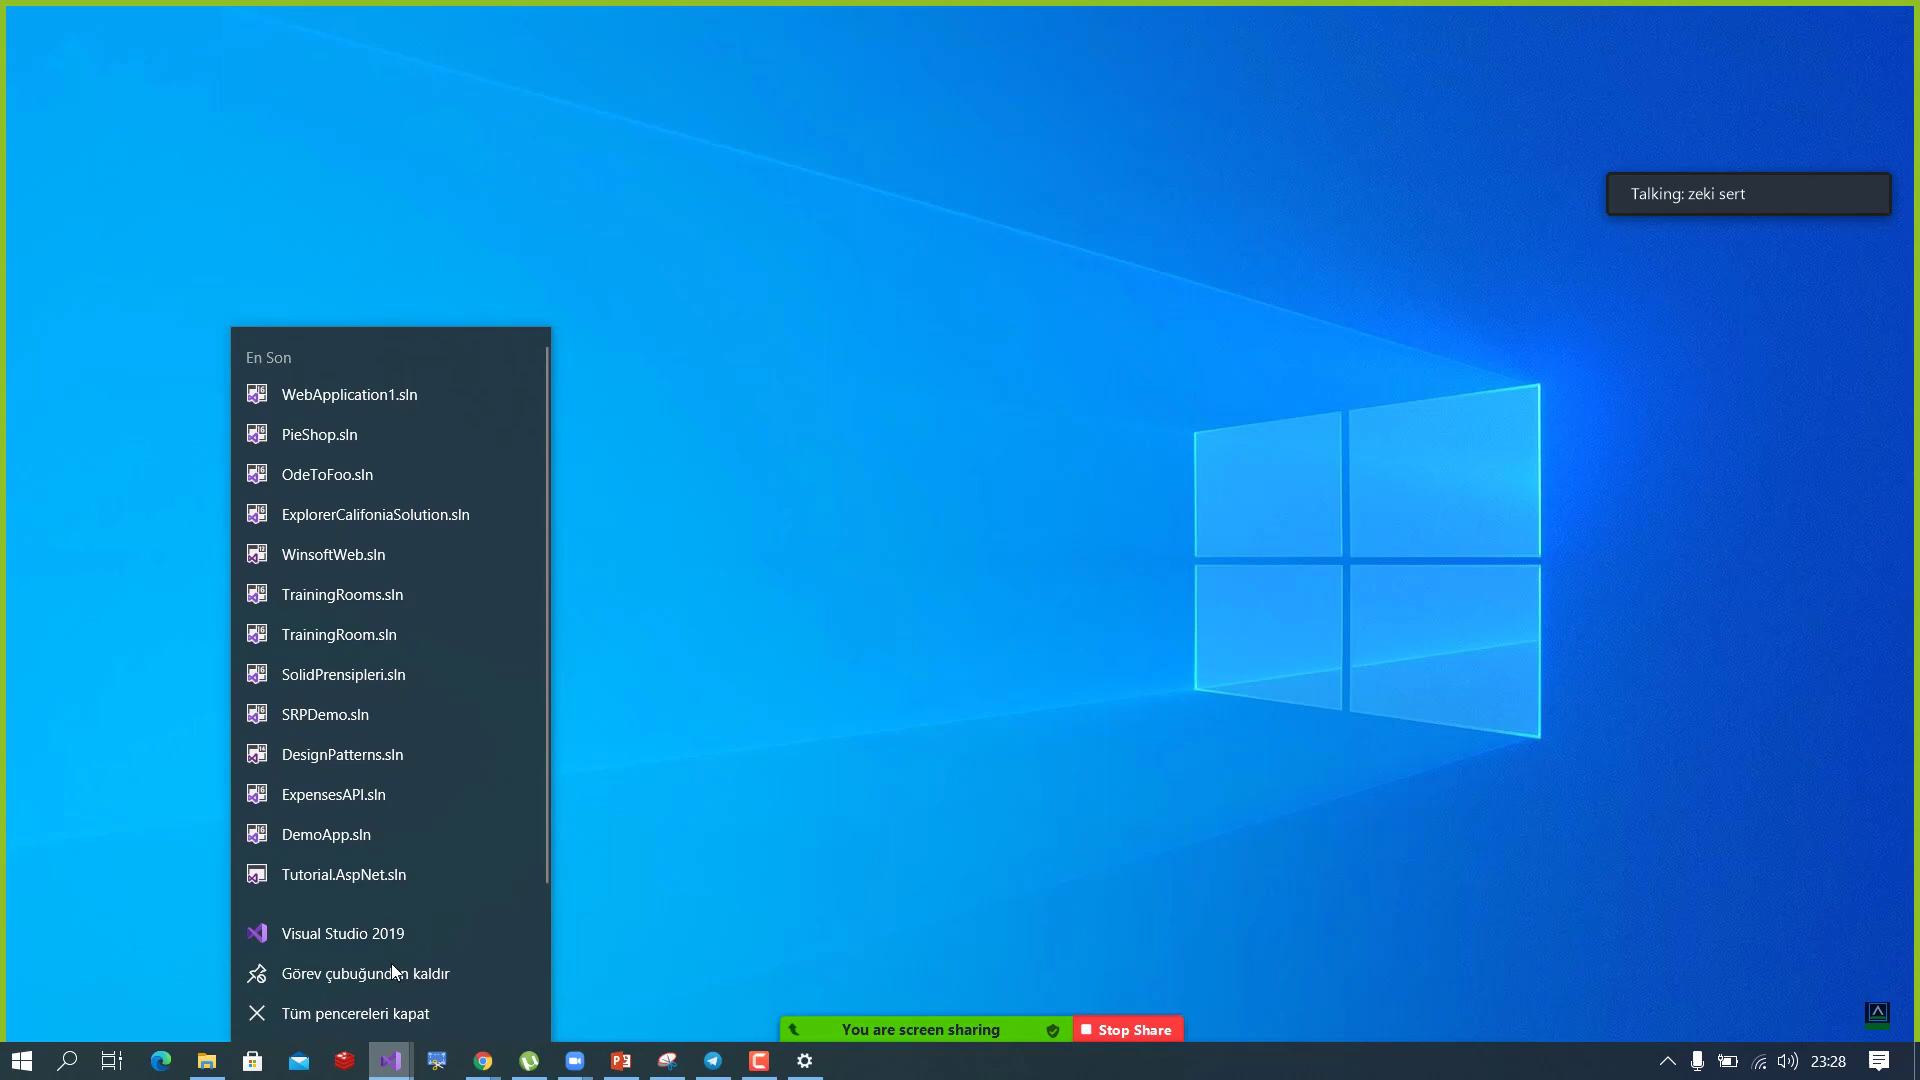 Talking: zeki sert
En Son
WebApplication1.sln
PieShop.sln
OdeToFoo.sln
ExplorerCalifoniaSolution.sln
WinsoftWeb.sln
TrainingRooms.sln
TrainingRoom.sln
SolidPrensipleri.sln
SRPDemo.sln
DesignPatterns.sln
ExpensesAPI.sln
DemoApp.sln
Tutorial.AspNet.sln
Visual Studio 2019
Görev çubuğundan kaldır
Tüm pencereleri kapat
You are screen sharing
Stop Share
23:28